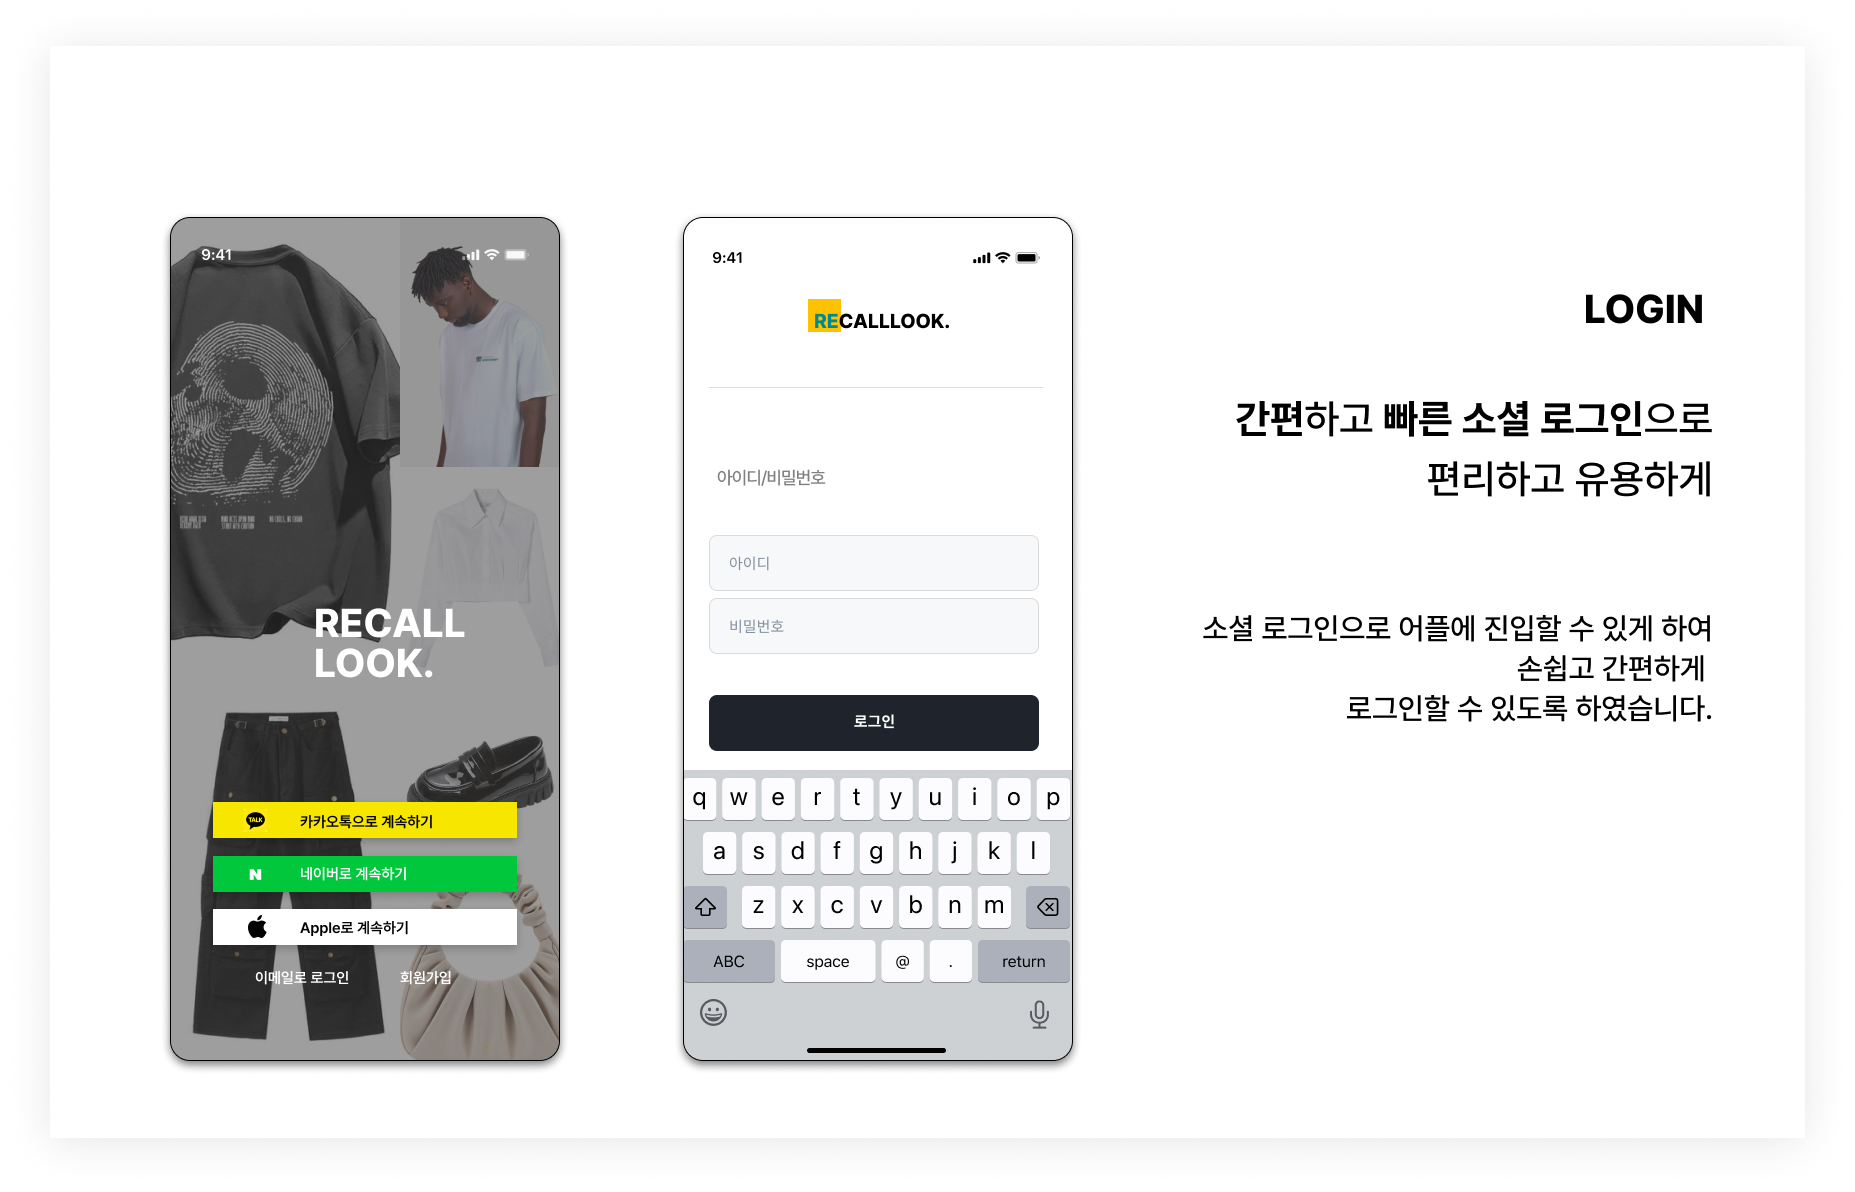 9:41
RECALL
LOOK.
TALK
카카오톡으로 계속하기
N
네이버로 계속하기
Apple로 계속하기
이메일로 로그인 회원가입
9:41
RECALLLOOK.
아이디/비밀번호
아이디
비밀번호
로그인
q w e r t y u i o p
a s d f g h j k l
z x c v b n m
ABC space @ . return
LOGIN
간편하고 빠른 소셜 로그인으로
편리하고 유용하게
소셜 로그인으로 어플에 진입할 수 있게 하여
손쉽고 간편하게
로그인할 수 있도록 하였습니다.